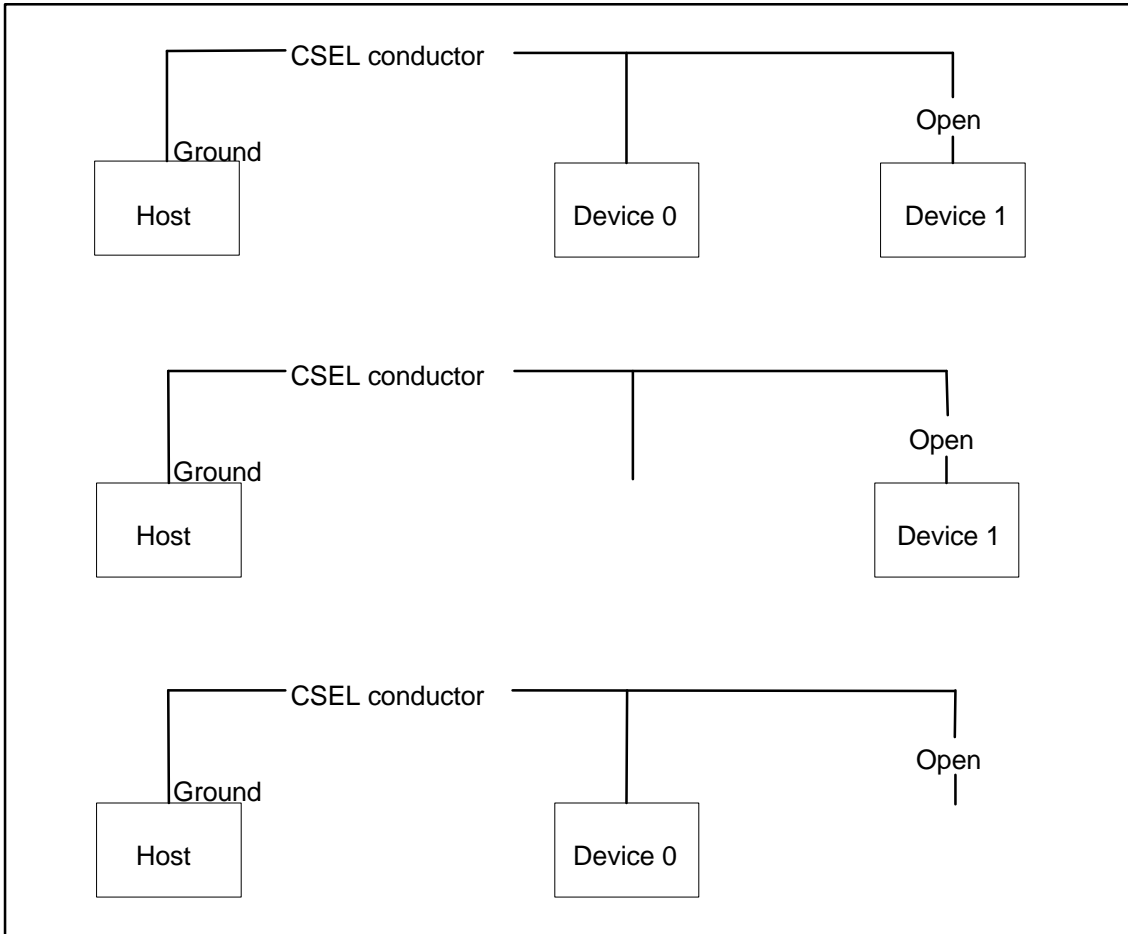 CSEL conductor
Open
Ground
Host
Device 0
Device 1
CSEL conductor
Open
Ground
Host
Device 1
CSEL conductor
Open
Ground
Host
Device 0